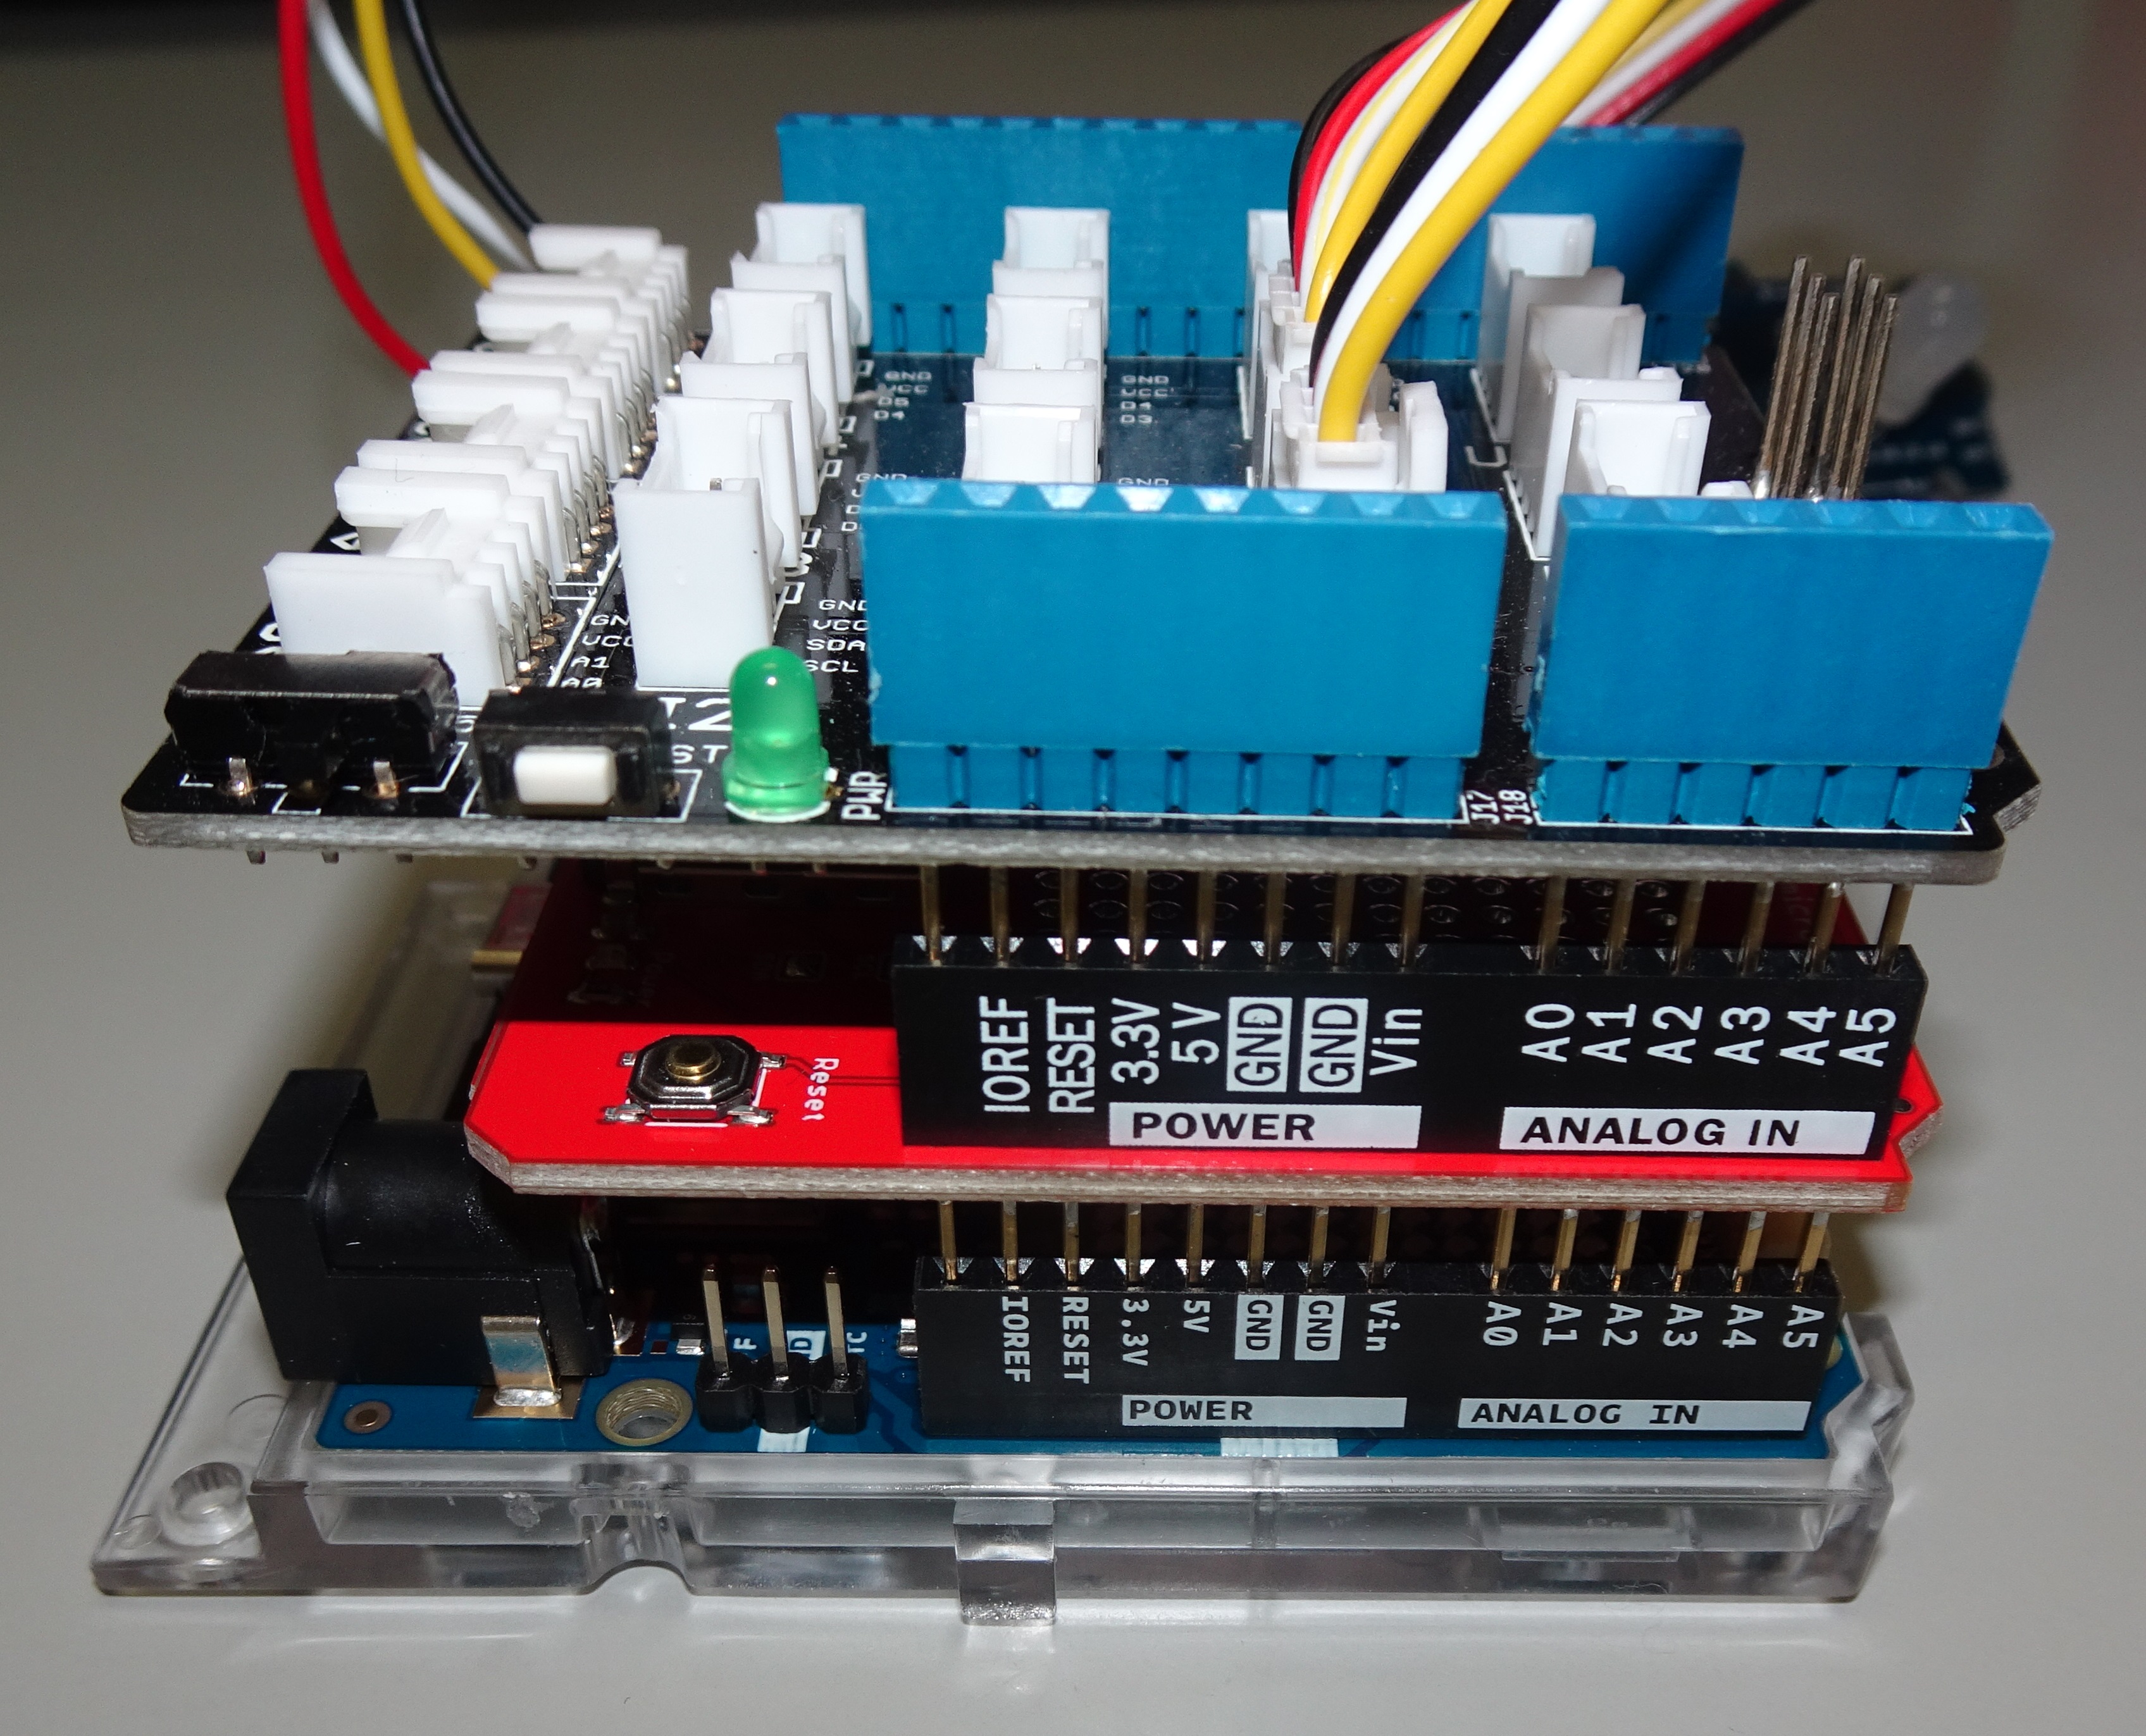 GND
VCC
D5
D4
GND
VCC
D4
D3
GND
GND
VCC
A1
A0
GND
VCC
SDA
SCL
PWR
J17
J18
Reset
IOREF
RESET
3.3V
5V
GND
GND
Vin
A0
A1
A2
A3
A4
A5
POWER
ANALOG IN
IOREF
RESET
3.3V
5V
GND
GND
Vin
A0
A1
A2
A3
A4
A5
POWER
ANALOG IN